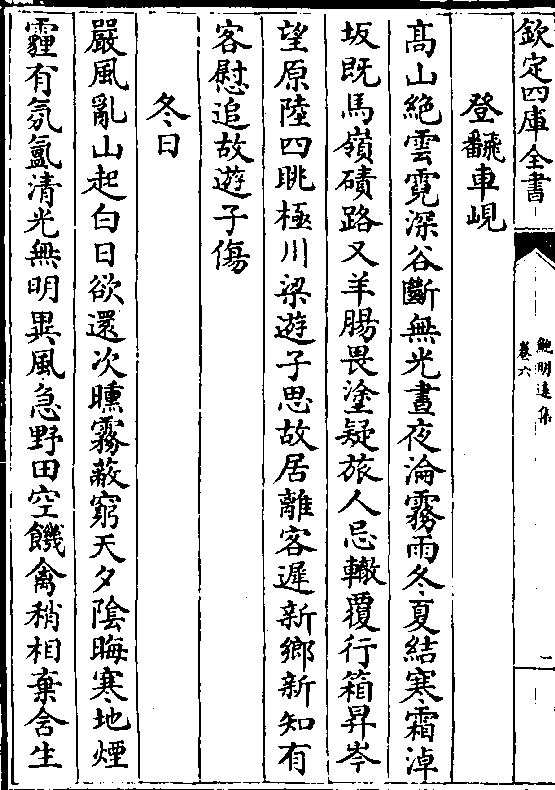 欽定四庫全書
鮑明遠集
卷六
二
登飜車峴
髙山絶雲霓深谷斷無光晝夜淪霧雨冬夏結寒霜淖
坂既馬嶺磧路又羊腸畏塗疑旅人忌轍覆行箱昇岑
望原陸四眺極川梁遊子思故居離客遲新鄉新知有
客慰追故遊子傷
冬日
嚴風亂山起白日欲還次曛霧蔽窮天夕陰晦寒地煙
霾有氛氲清光無明異風急野田空饑禽稍相棄含生